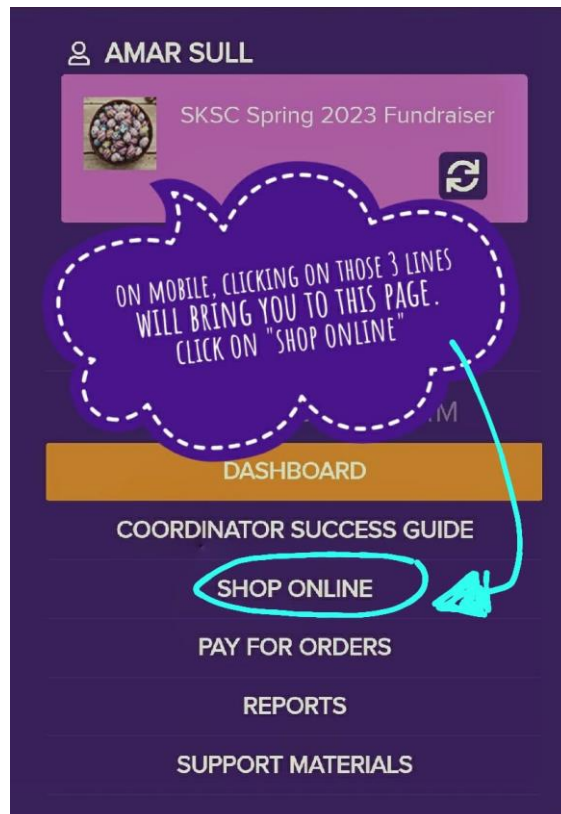 AMAR SULL
SKSC Spring 2023 Fundraiser
ON MOBILE, CLICKING ON THOSE 3 LINES
WILL BRING YOU TO THIS PAGE.
CLICK ON "SHOP ONLINE"
DASHBOARD
COORDINATOR SUCCESS GUIDE
SHOP ONLINE
PAY FOR ORDERS
REPORTS
SUPPORT MATERIALS